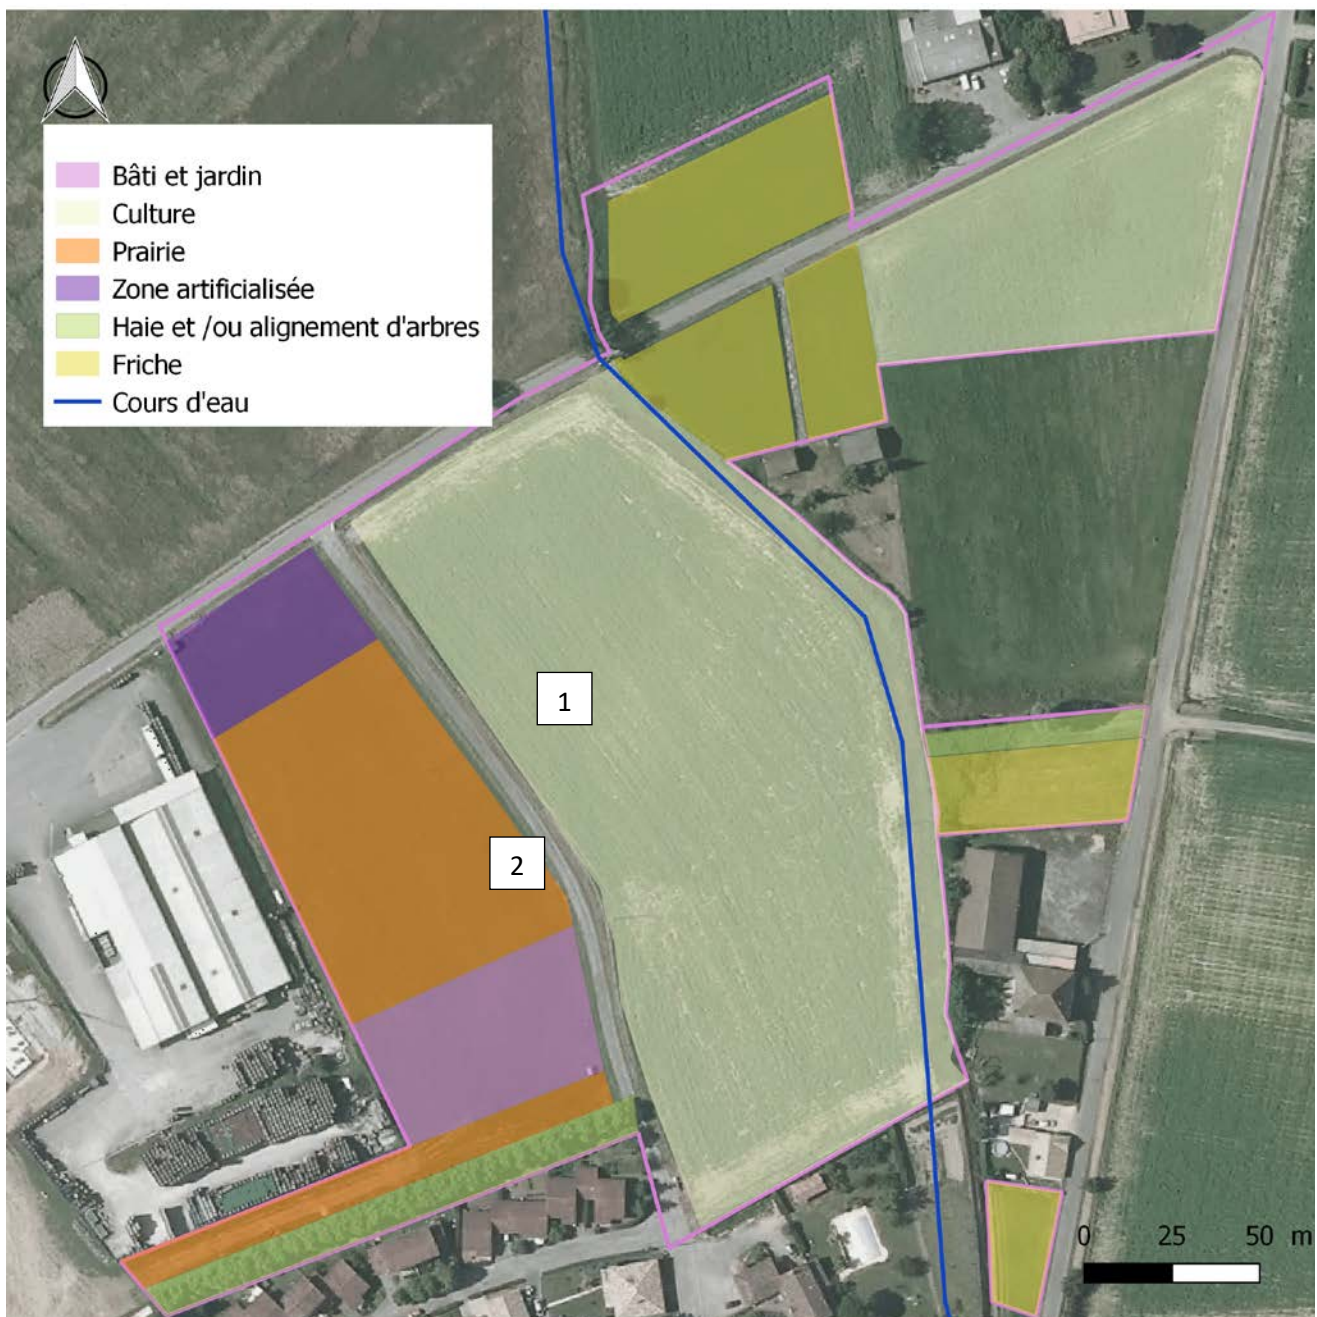 Bâti et jardin
Culture
Prairie
Zone artificialisée
Haie et /ou alignement d'arbres
Friche
Cours d'eau
1
2
0 25 50 m